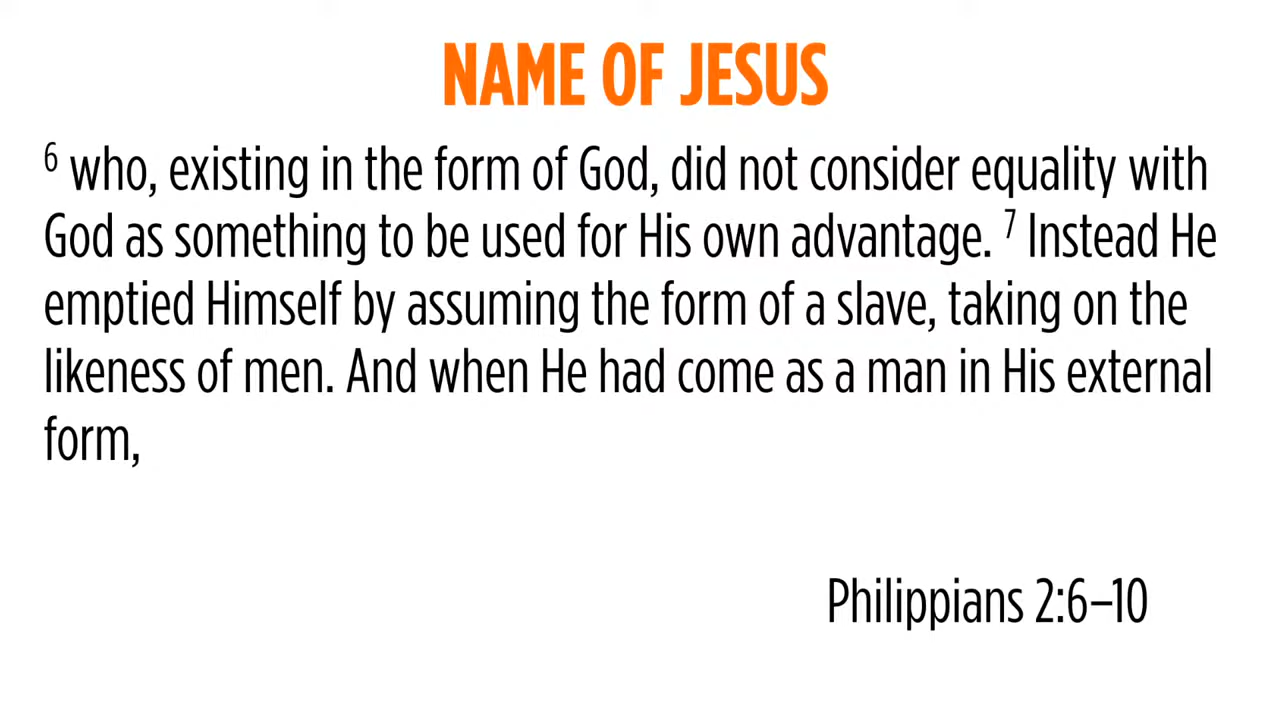 NAME OF JESUS
⁶ who, existing in the form of God, did not consider equality with
God as something to be used for His own advantage. ⁷ Instead He
emptied Himself by assuming the form of a slave, taking on the
likeness of men. And when He had come as a man in His external
form,
Philippians 2:6–10